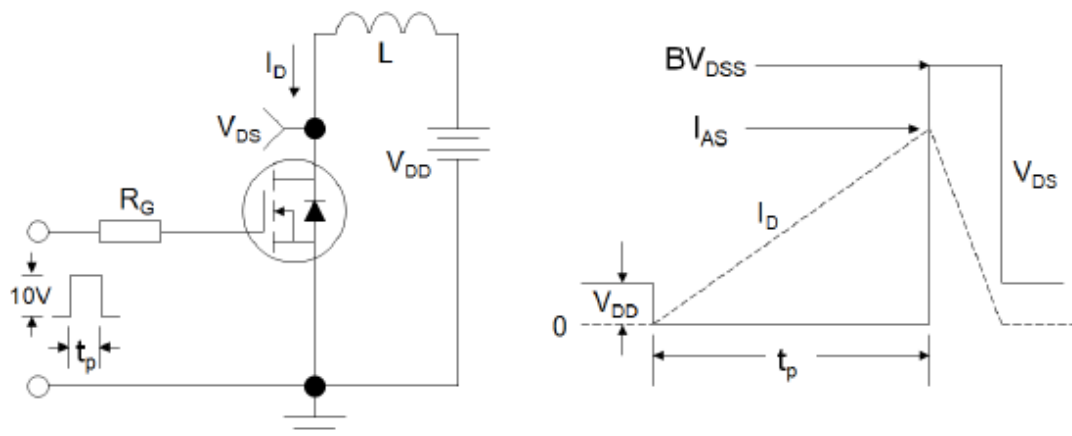 L
I_D
V_DS
V_DD
R_G
10V
t_p
BV_DSS
I_AS
V_DS
I_D
V_DD
0
t_p